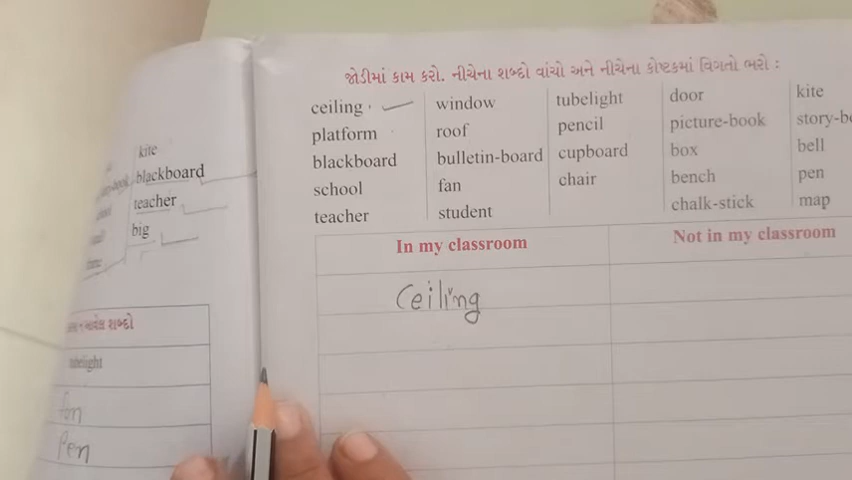 જોડીમાં કામ કરો. નીચેના શબ્દો વાંચો અને નીચેના કોષ્ટકમાં વિગતો ભરો :
ceiling window tubelight door kite
platform roof pencil picture-book
blackboard bulletin-board cupboard box bell
school fan chair bench pen
teacher student chalk-stick map
In my classroom Not in my classroom
Ceiling
kite
blackboard
teacher
big
શબ્દો
tubelight
fan
Pen